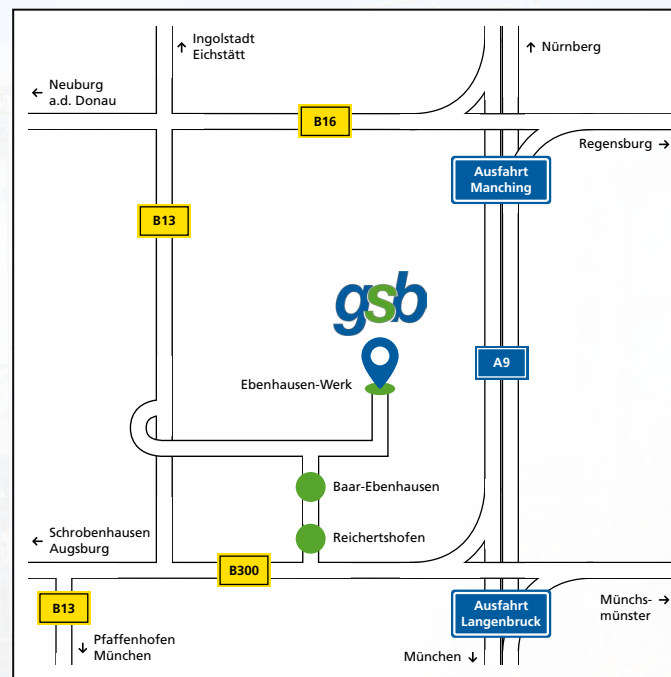 Ingolstadt
Eichstätt
↑ Nürnberg
← Neuburg
a.d. Donau
B16
Regensburg →
Ausfahrt
Manching
B13
gsb
Ebenhausen-Werk
A9
Baar-Ebenhausen
← Schrobenhausen
Augsburg
Reichertshofen
B300
B13
Ausfahrt
Langenbruck
Münchs- →
münster
↓ Pfaffenhofen
München
München ↓